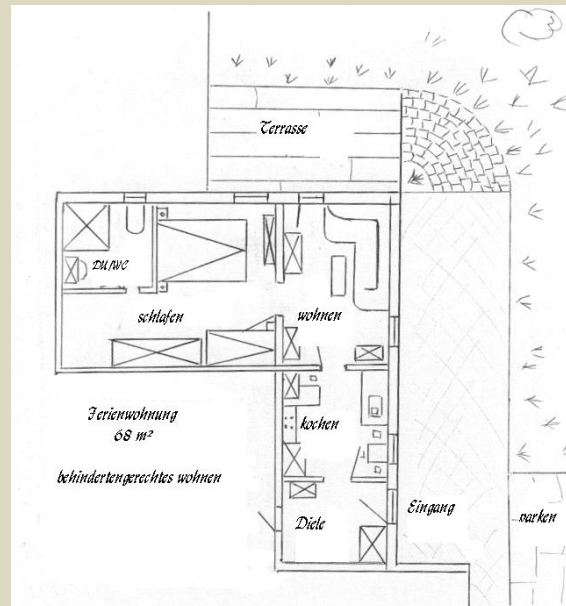 Terrasse
DU/WC
schlafen
wohnen
Ferienwohnung
68 m²
behindertengerechtes wohnen
kochen
Diele
Eingang
parken